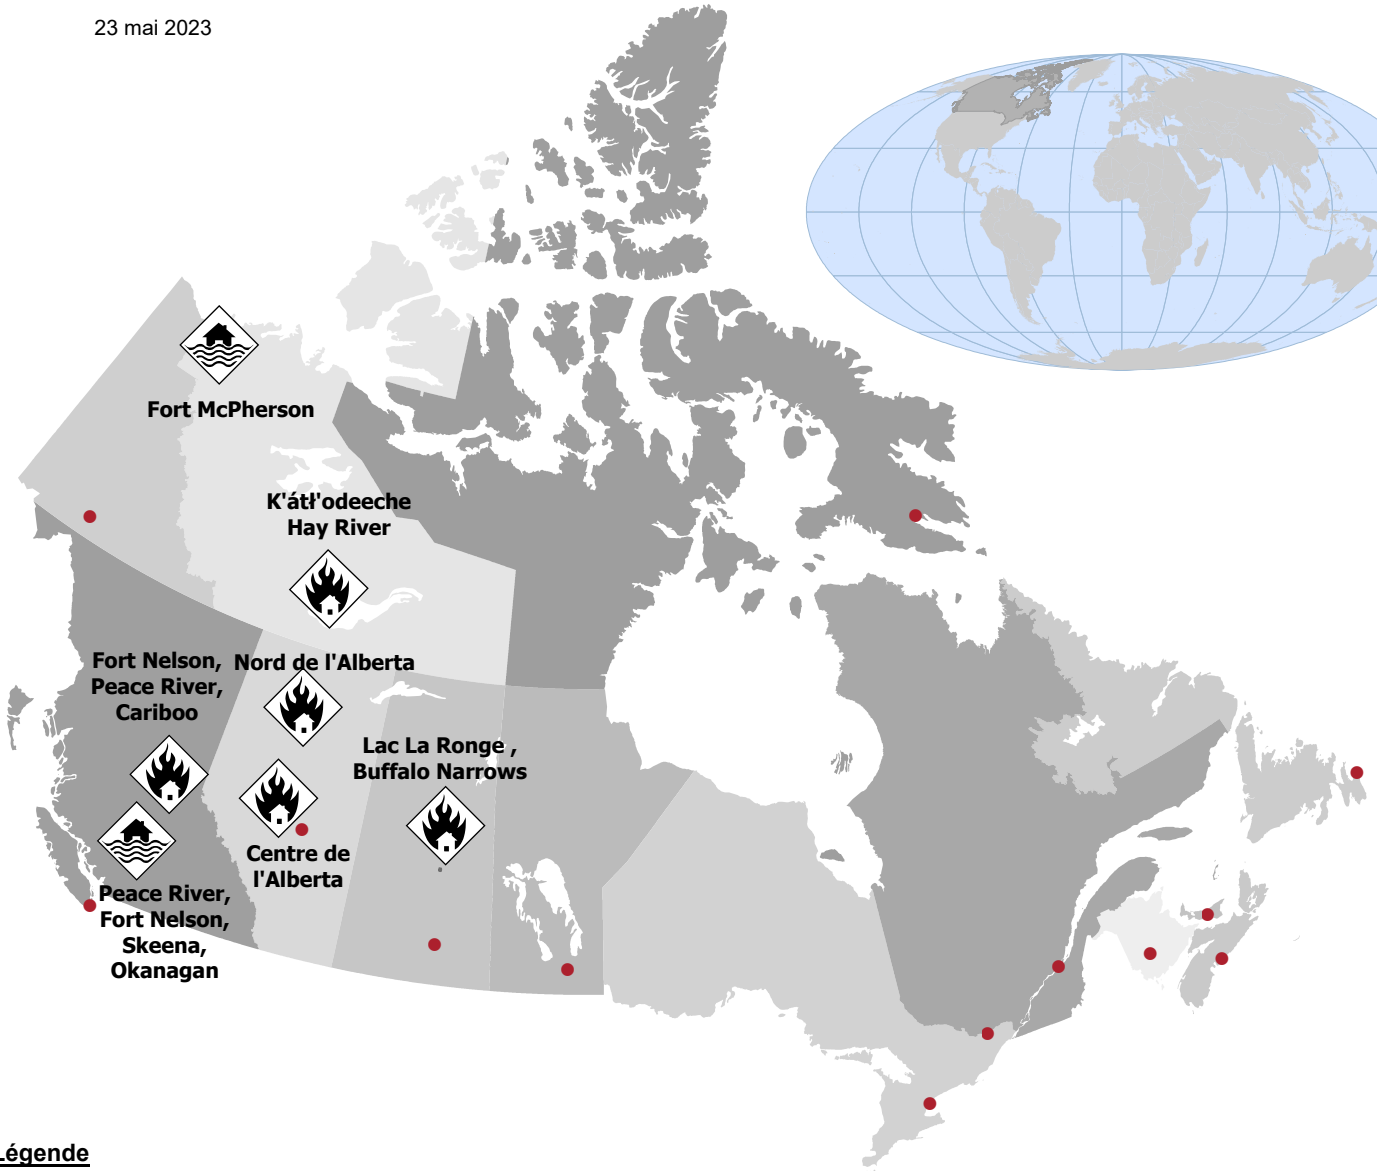 23 mai 2023
Fort McPherson
K'átł'odeeche
Hay River
Fort Nelson,
Peace River,
Cariboo
Nord de l'Alberta
Lac La Ronge ,
Buffalo Narrows
Centre de
l'Alberta
Peace River,
Fort Nelson,
Skeena,
Okanagan
Légende